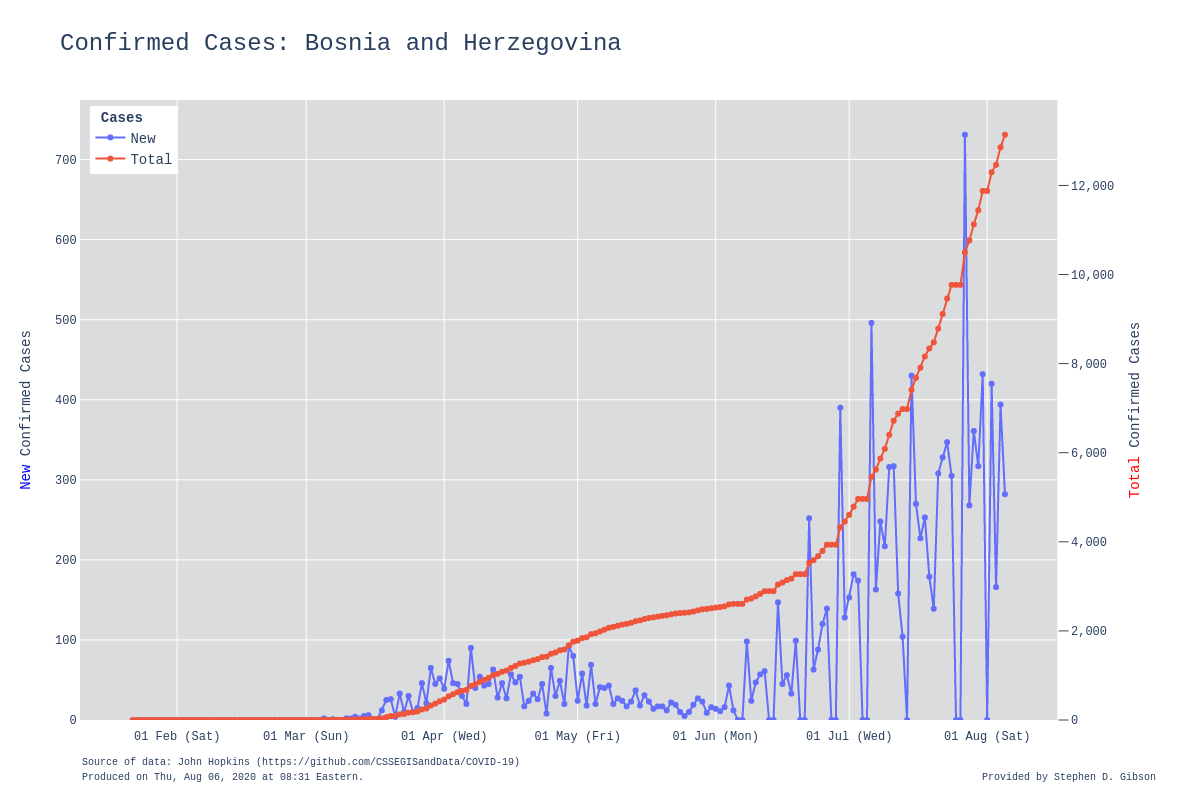 Confirmed Cases: Bosnia and Herzegovina
Cases
New
Total
700
600
500
400
300
200
100
0
New Confirmed Cases
12,000
10,000
8,000
6,000
4,000
2,000
0
Total Confirmed Cases
01 Feb (Sat) 01 Mar (Sun) 01 Apr (Wed) 01 May (Fri) 01 Jun (Mon) 01 Jul (Wed) 01 Aug (Sat)
Source of data: John Hopkins (https://github.com/CSSEGISandData/COVID-19)
Produced on Thu, Aug 06, 2020 at 08:31 Eastern.
Provided by Stephen D. Gibson